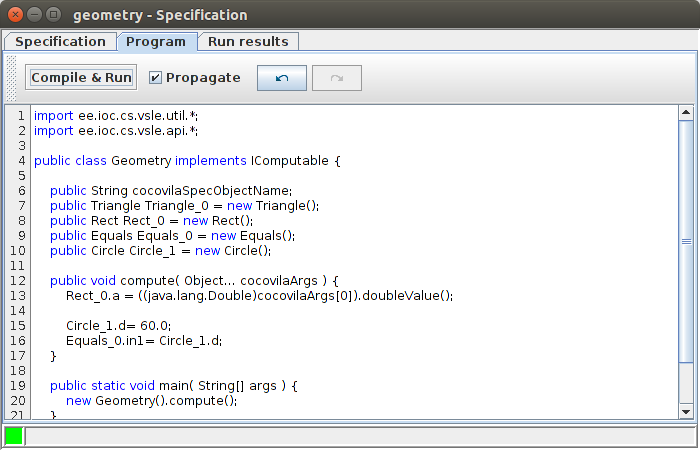 geometry - Specification
Specification Program Run results
Compile & Run Propagate
1 import ee.ioc.cs.vsle.util.*;
2 import ee.ioc.cs.vsle.api.*;
3
4 public class Geometry implements IComputable {
5
6 public String cocovilaSpecObjectName;
7 public Triangle Triangle_0 = new Triangle();
8 public Rect Rect_0 = new Rect();
9 public Equals Equals_0 = new Equals();
10 public Circle Circle_1 = new Circle();
11
12 public void compute( Object... cocovilaArgs ) {
13 Rect_0.a = ((java.lang.Double)cocovilaArgs[0]).doubleValue();
14
15 Circle_1.d= 60.0;
16 Equals_0.in1= Circle_1.d;
17 }
18
19 public static void main( String[] args ) {
20 new Geometry().compute();
21 }